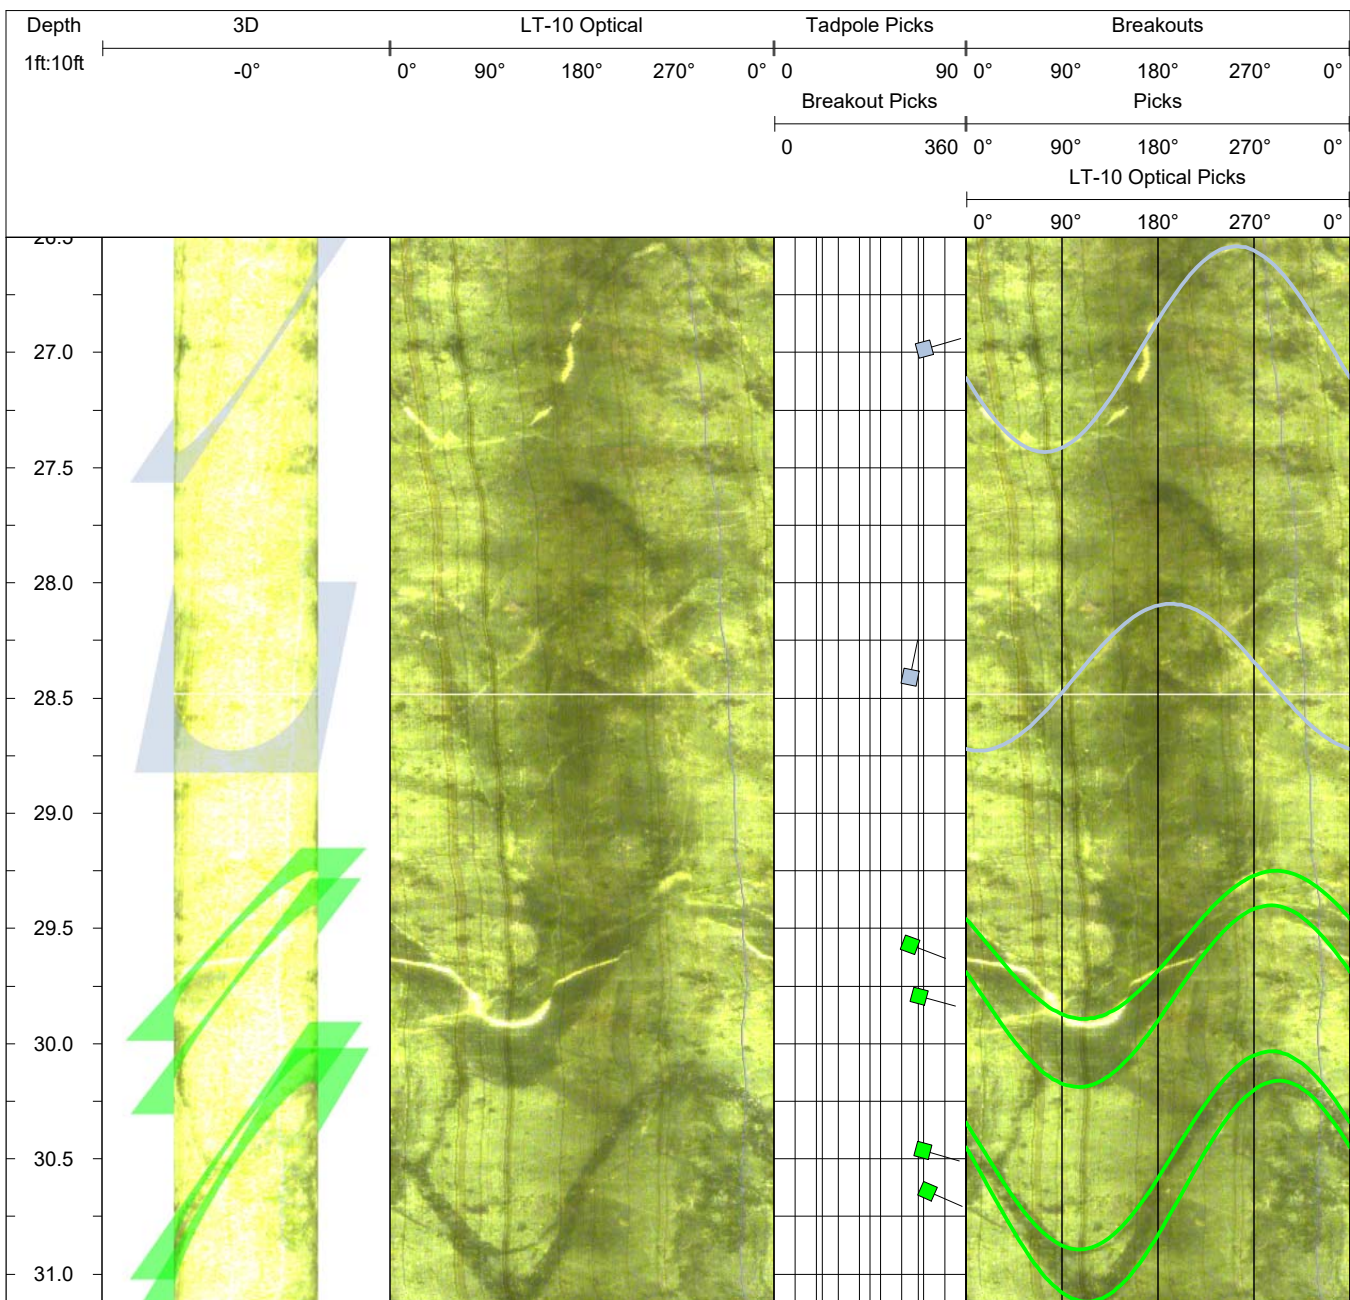 Depth 3D LT-10 Optical Tadpole Picks Breakouts
1ft:10ft -0° 0° 90° 180° 270° 0° 0 90 0° 90° 180° 270° 0°
Breakout Picks Picks
0 360 0° 90° 180° 270° 0°
LT-10 Optical Picks
0° 90° 180° 270° 0°
27.0
27.5
28.0
28.5
29.0
29.5
30.0
30.5
31.0